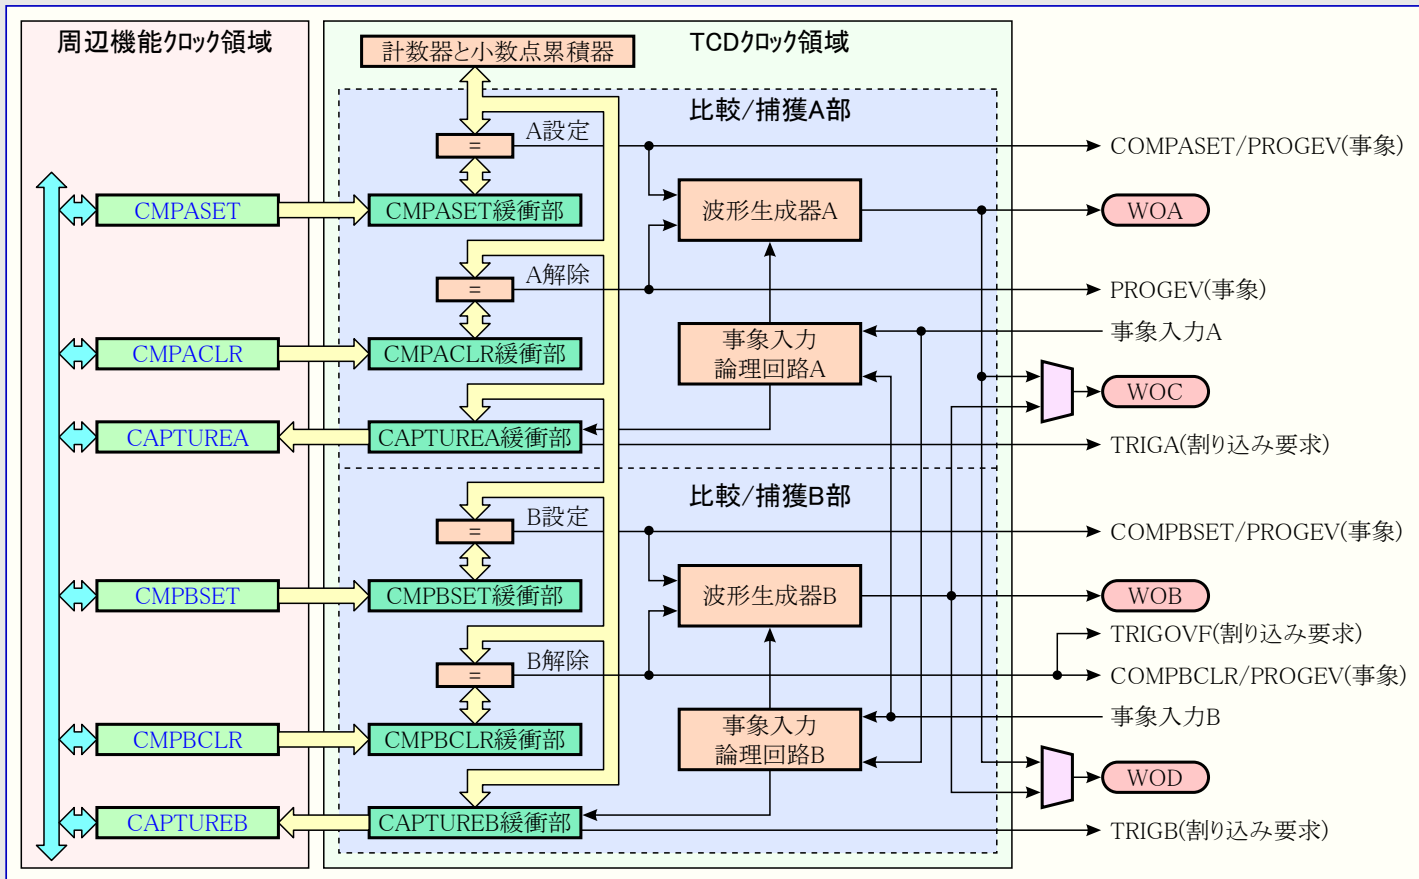 周辺機能クロック領域
TCDクロック領域
計数器と小数点累積器
比較/捕獲A部
=
A設定
COMPASET/PROGEV(事象)
CMPASET
CMPASET緩衝部
波形生成器A
WOA
=
A解除
PROGEV(事象)
事象入力A
CMPACLR
CMPACLR緩衝部
事象入力
論理回路A
WOC
CAPTUREA
CAPTUREA緩衝部
TRIGA(割り込み要求)
比較/捕獲B部
=
B設定
COMPBSET/PROGEV(事象)
CMPBSET
CMPBSET緩衝部
波形生成器B
WOB
TRIGOVF(割り込み要求)
=
B解除
COMPBCLR/PROGEV(事象)
事象入力B
CMPBCLR
CMPBCLR緩衝部
事象入力
論理回路B
WOD
CAPTUREB
CAPTUREB緩衝部
TRIGB(割り込み要求)